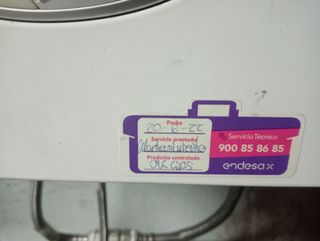 Fecha
20-6-22
Servicio prestado
Mantenimiento
Producto contratado
OK GAS
Servicio Técnico
900 85 86 85
endesa x